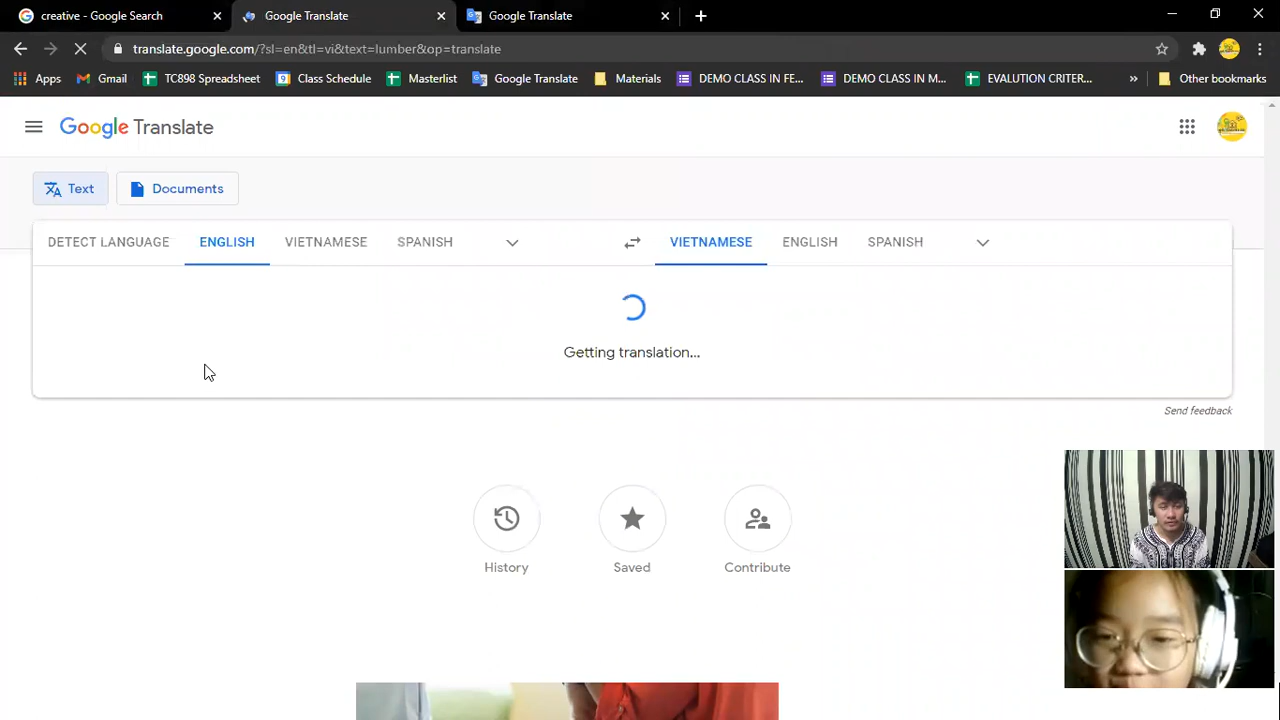 creative - Google Search
Google Translate
Google Translate
translate.google.com/?sl=en&tl=vi&text=lumber&op=translate
Apps
Gmail
TC898 Spreadsheet
Class Schedule
Masterlist
Google Translate
Materials
DEMO CLASS IN FE...
DEMO CLASS IN M...
EVALUTION CRITER...
»
Other bookmarks
Google Translate
Text
Documents
DETECT LANGUAGE
ENGLISH
VIETNAMESE
SPANISH
VIETNAMESE
ENGLISH
SPANISH
Getting translation...
Send feedback
History
Saved
Contribute